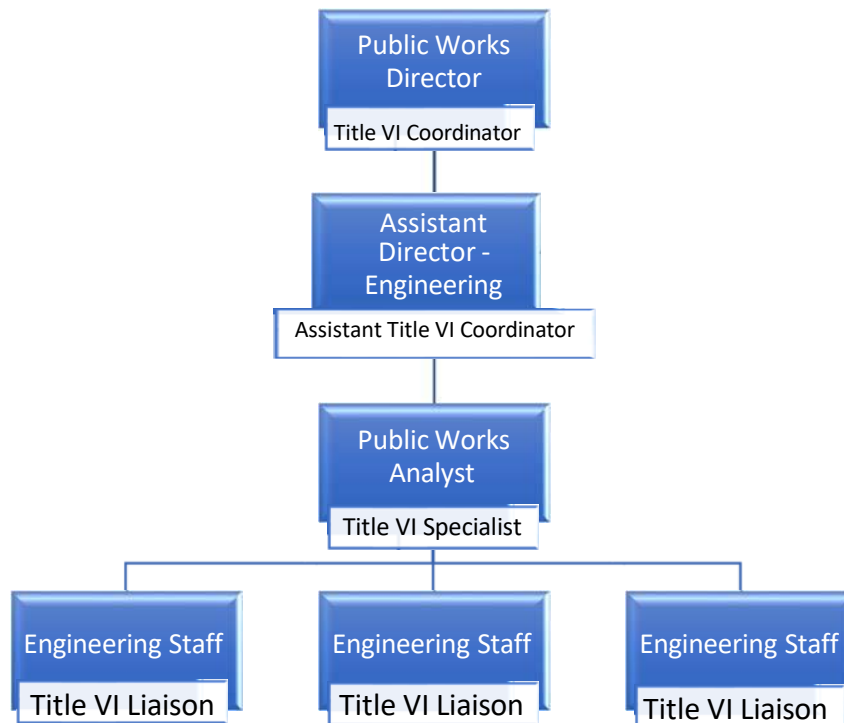 Public Works
Director
Title VI Coordinator
Assistant
Director -
Engineering
Assistant Title VI Coordinator
Public Works
Analyst
Title VI Specialist
Engineering Staff
Title VI Liaison
Engineering Staff
Title VI Liaison
Engineering Staff
Title VI Liaison